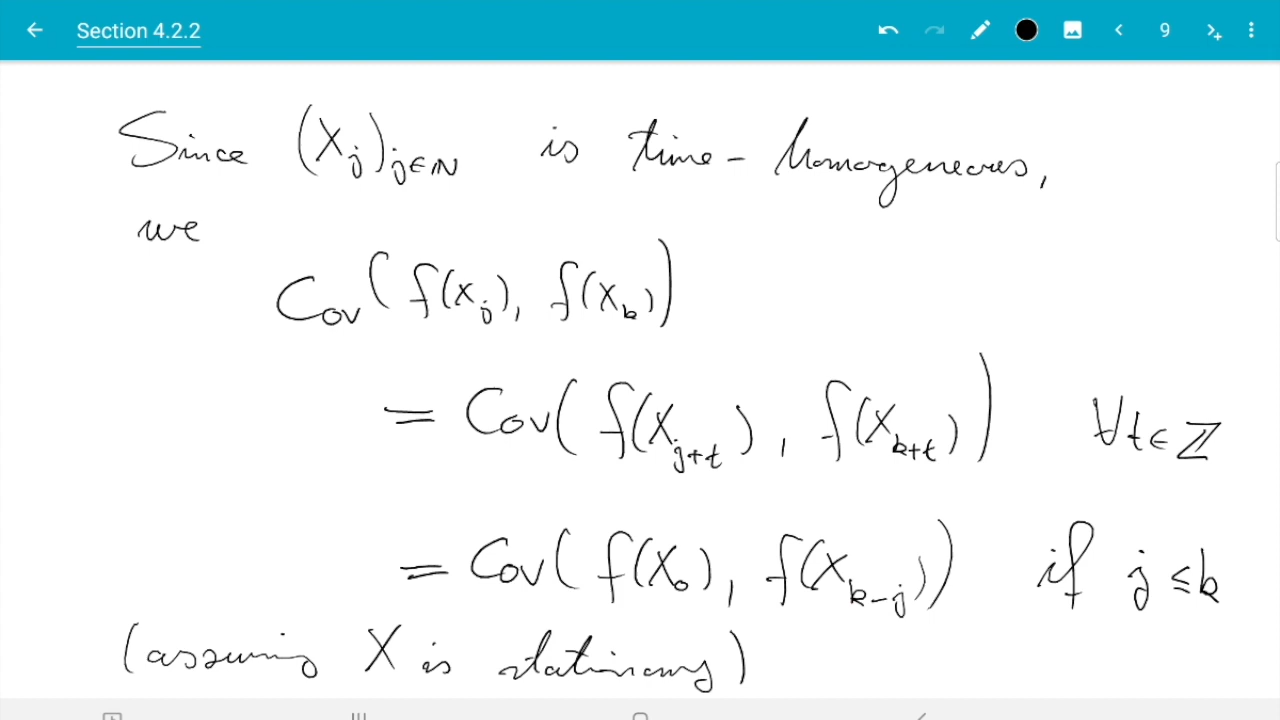 Section 4.2.2
9
Since (X_j)_{j∈ℕ} is time-homogeneous,
we
Cov(f(X_j), f(X_k))
= Cov(f(X_{j+t}), f(X_{k+t})) ∀t∈ℤ
= Cov(f(X_0), f(X_{k-j})) if j ≤ k
(assuming X is stationary)